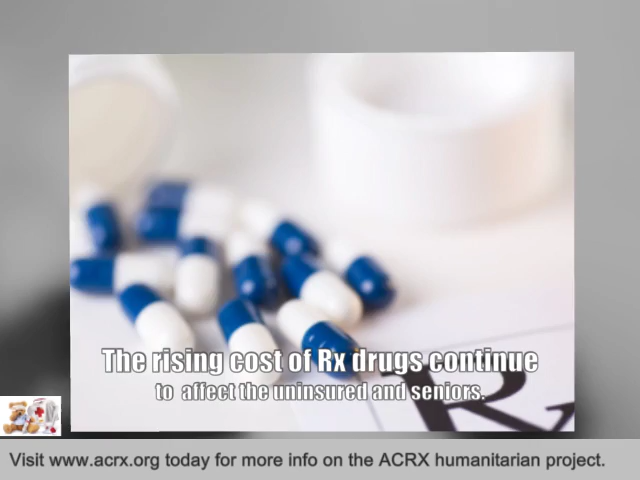 The rising cost of Rx drugs continue
to affect the uninsured and seniors.
Rx
Visit www.acrx.org today for more info on the ACRX humanitarian project.